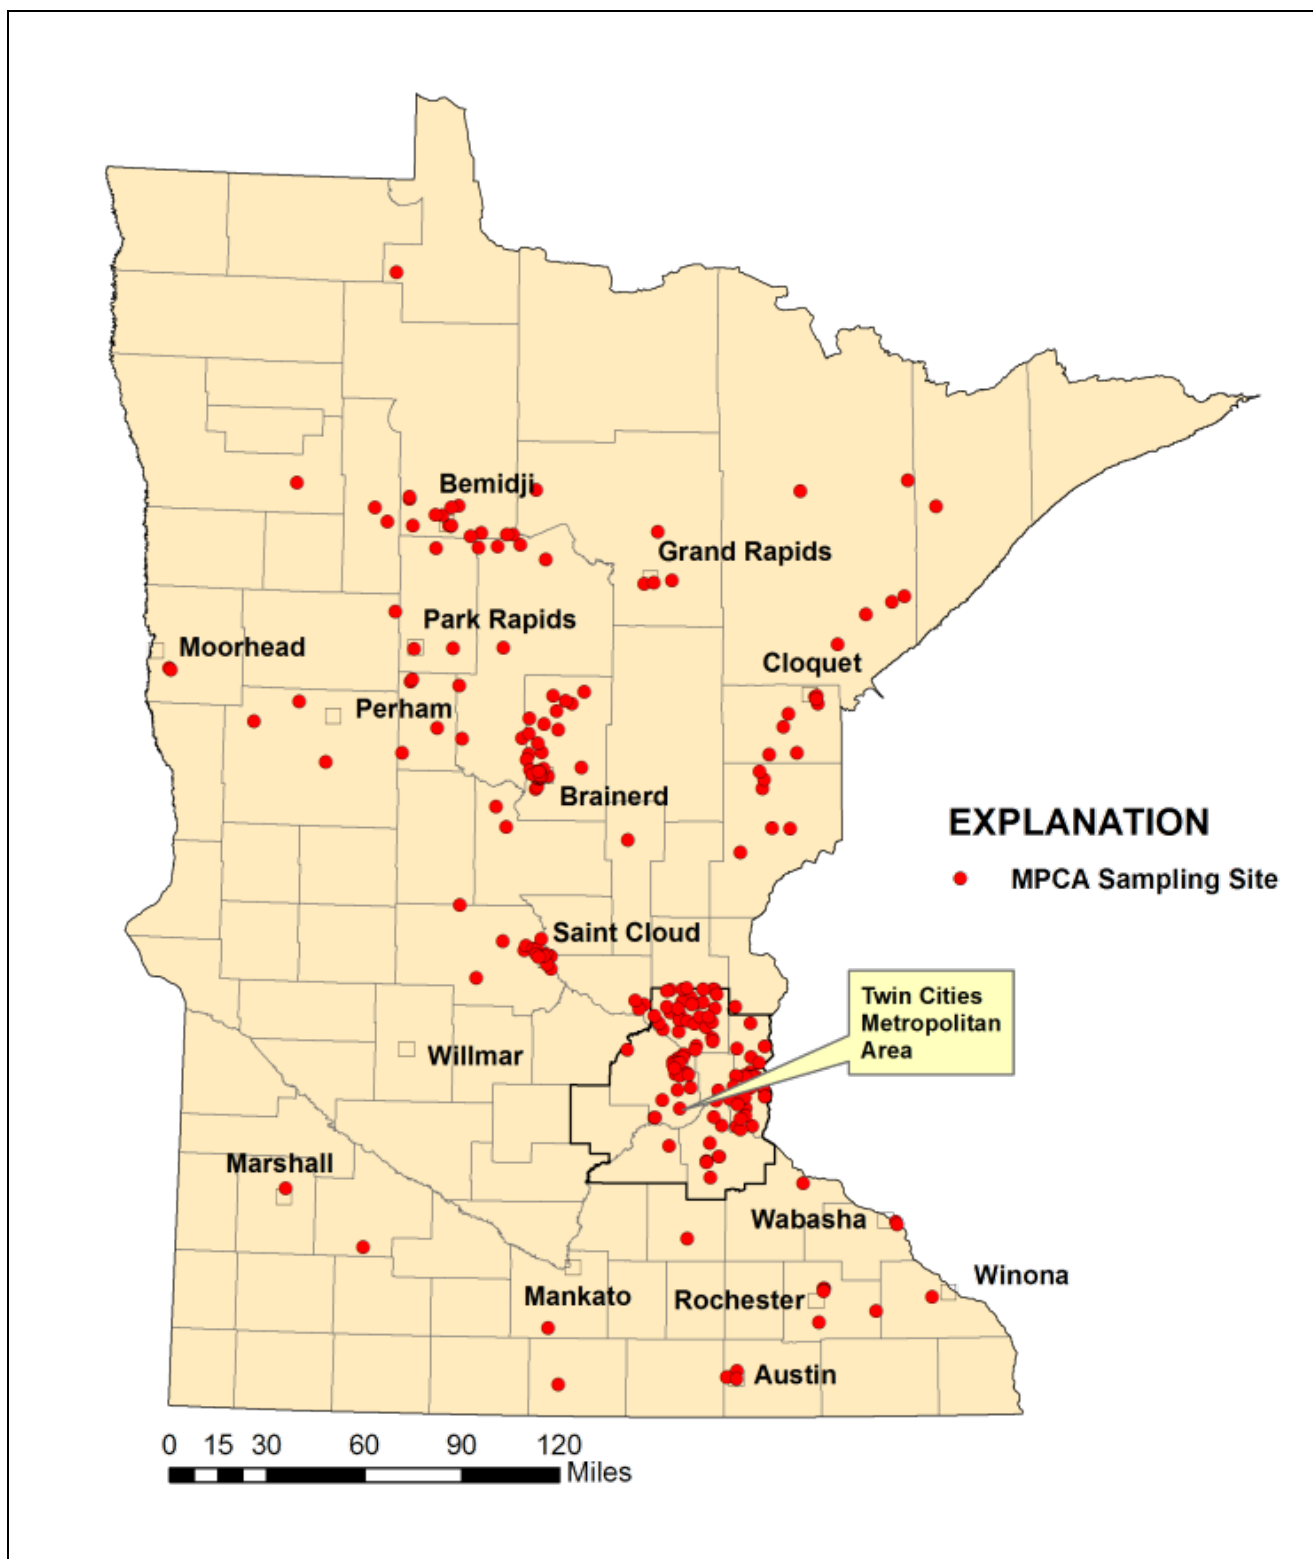 Bemidji
Grand Rapids
Park Rapids
Moorhead
Cloquet
Perham
Brainerd
EXPLANATION
MPCA Sampling Site
Saint Cloud
Twin Cities
Metropolitan
Area
Willmar
Marshall
Wabasha
Winona
Mankato
Rochester
Austin
0 15 30 60 90 120
Miles